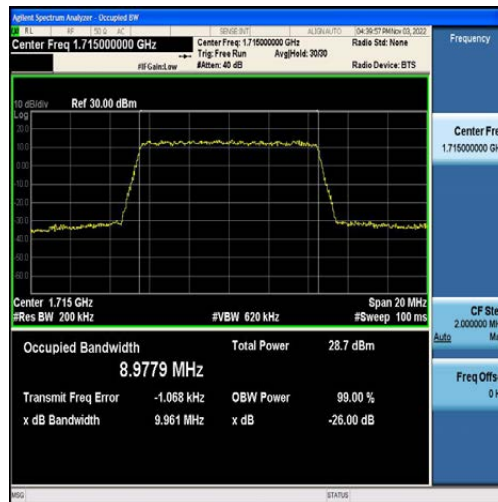 Agilent Spectrum Analyzer - Occupied BW
RL RF 50 Ω AC SENSE:INT ALIGNAUTO 04:39:57 PM Nov 03, 2022
Center Freq 1.715000000 GHz Center Freq: 1.715000000 GHz Radio Std: None Frequency
Trig: Free Run Avg|Hold: 30/30
#IFGain:Low #Atten: 40 dB Radio Device: BTS
10 dB/div Ref 30.00 dBm
Log
20.0
10.0
0.00
-10.0
-20.0
-30.0
-40.0
-50.0
-60.0
Center Fre
1.715000000 GH
Center 1.715 GHz Span 20 MHz
#Res BW 200 kHz #VBW 620 kHz #Sweep 100 ms
CF Ste
2.000000 MH
Auto Ma
Occupied Bandwidth Total Power 28.7 dBm
8.9779 MHz
Transmit Freq Error -1.068 kHz OBW Power 99.00 %
x dB Bandwidth 9.961 MHz x dB -26.00 dB
Freq Offs
0 H
MSG STATUS